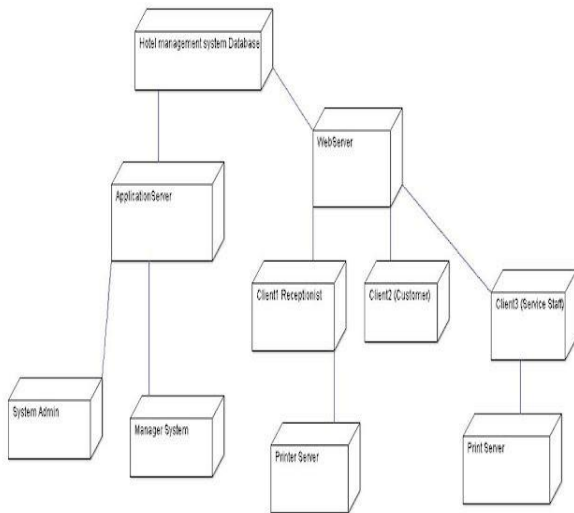 Hotel management system Database
WebServer
ApplicationServer
Client1 Receptionist
Client2 (Customer)
Client3 (Service Staff)
System Admin
Manager System
Printer Server
Print Server